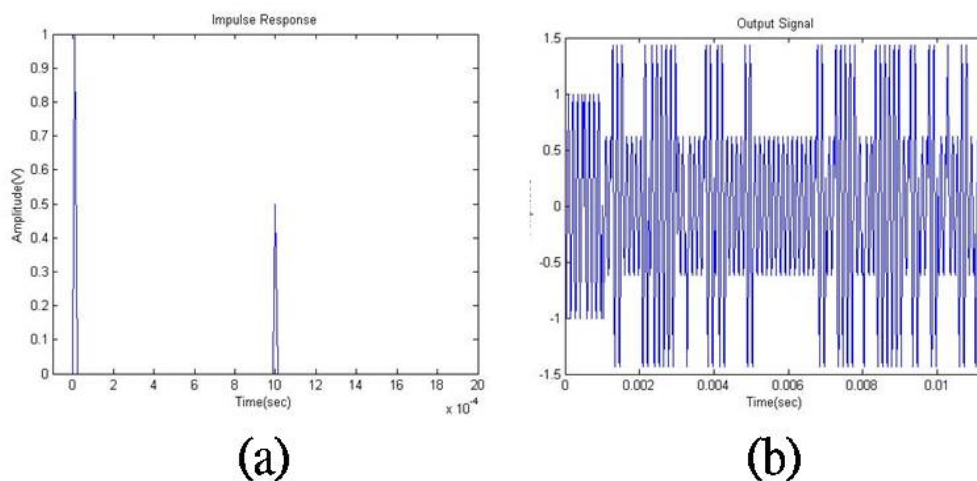 Impulse Response
Amplitude(V)
1
0.9
0.8
0.7
0.6
0.5
0.4
0.3
0.2
0.1
0
0 2 4 6 8 10 12 14 16 18 20
Time(sec)
x 10-4
(a)
Output Signal
1.5
1
0.5
0
-0.5
-1
-1.5
0 0.002 0.004 0.006 0.008 0.01
Time(sec)
(b)